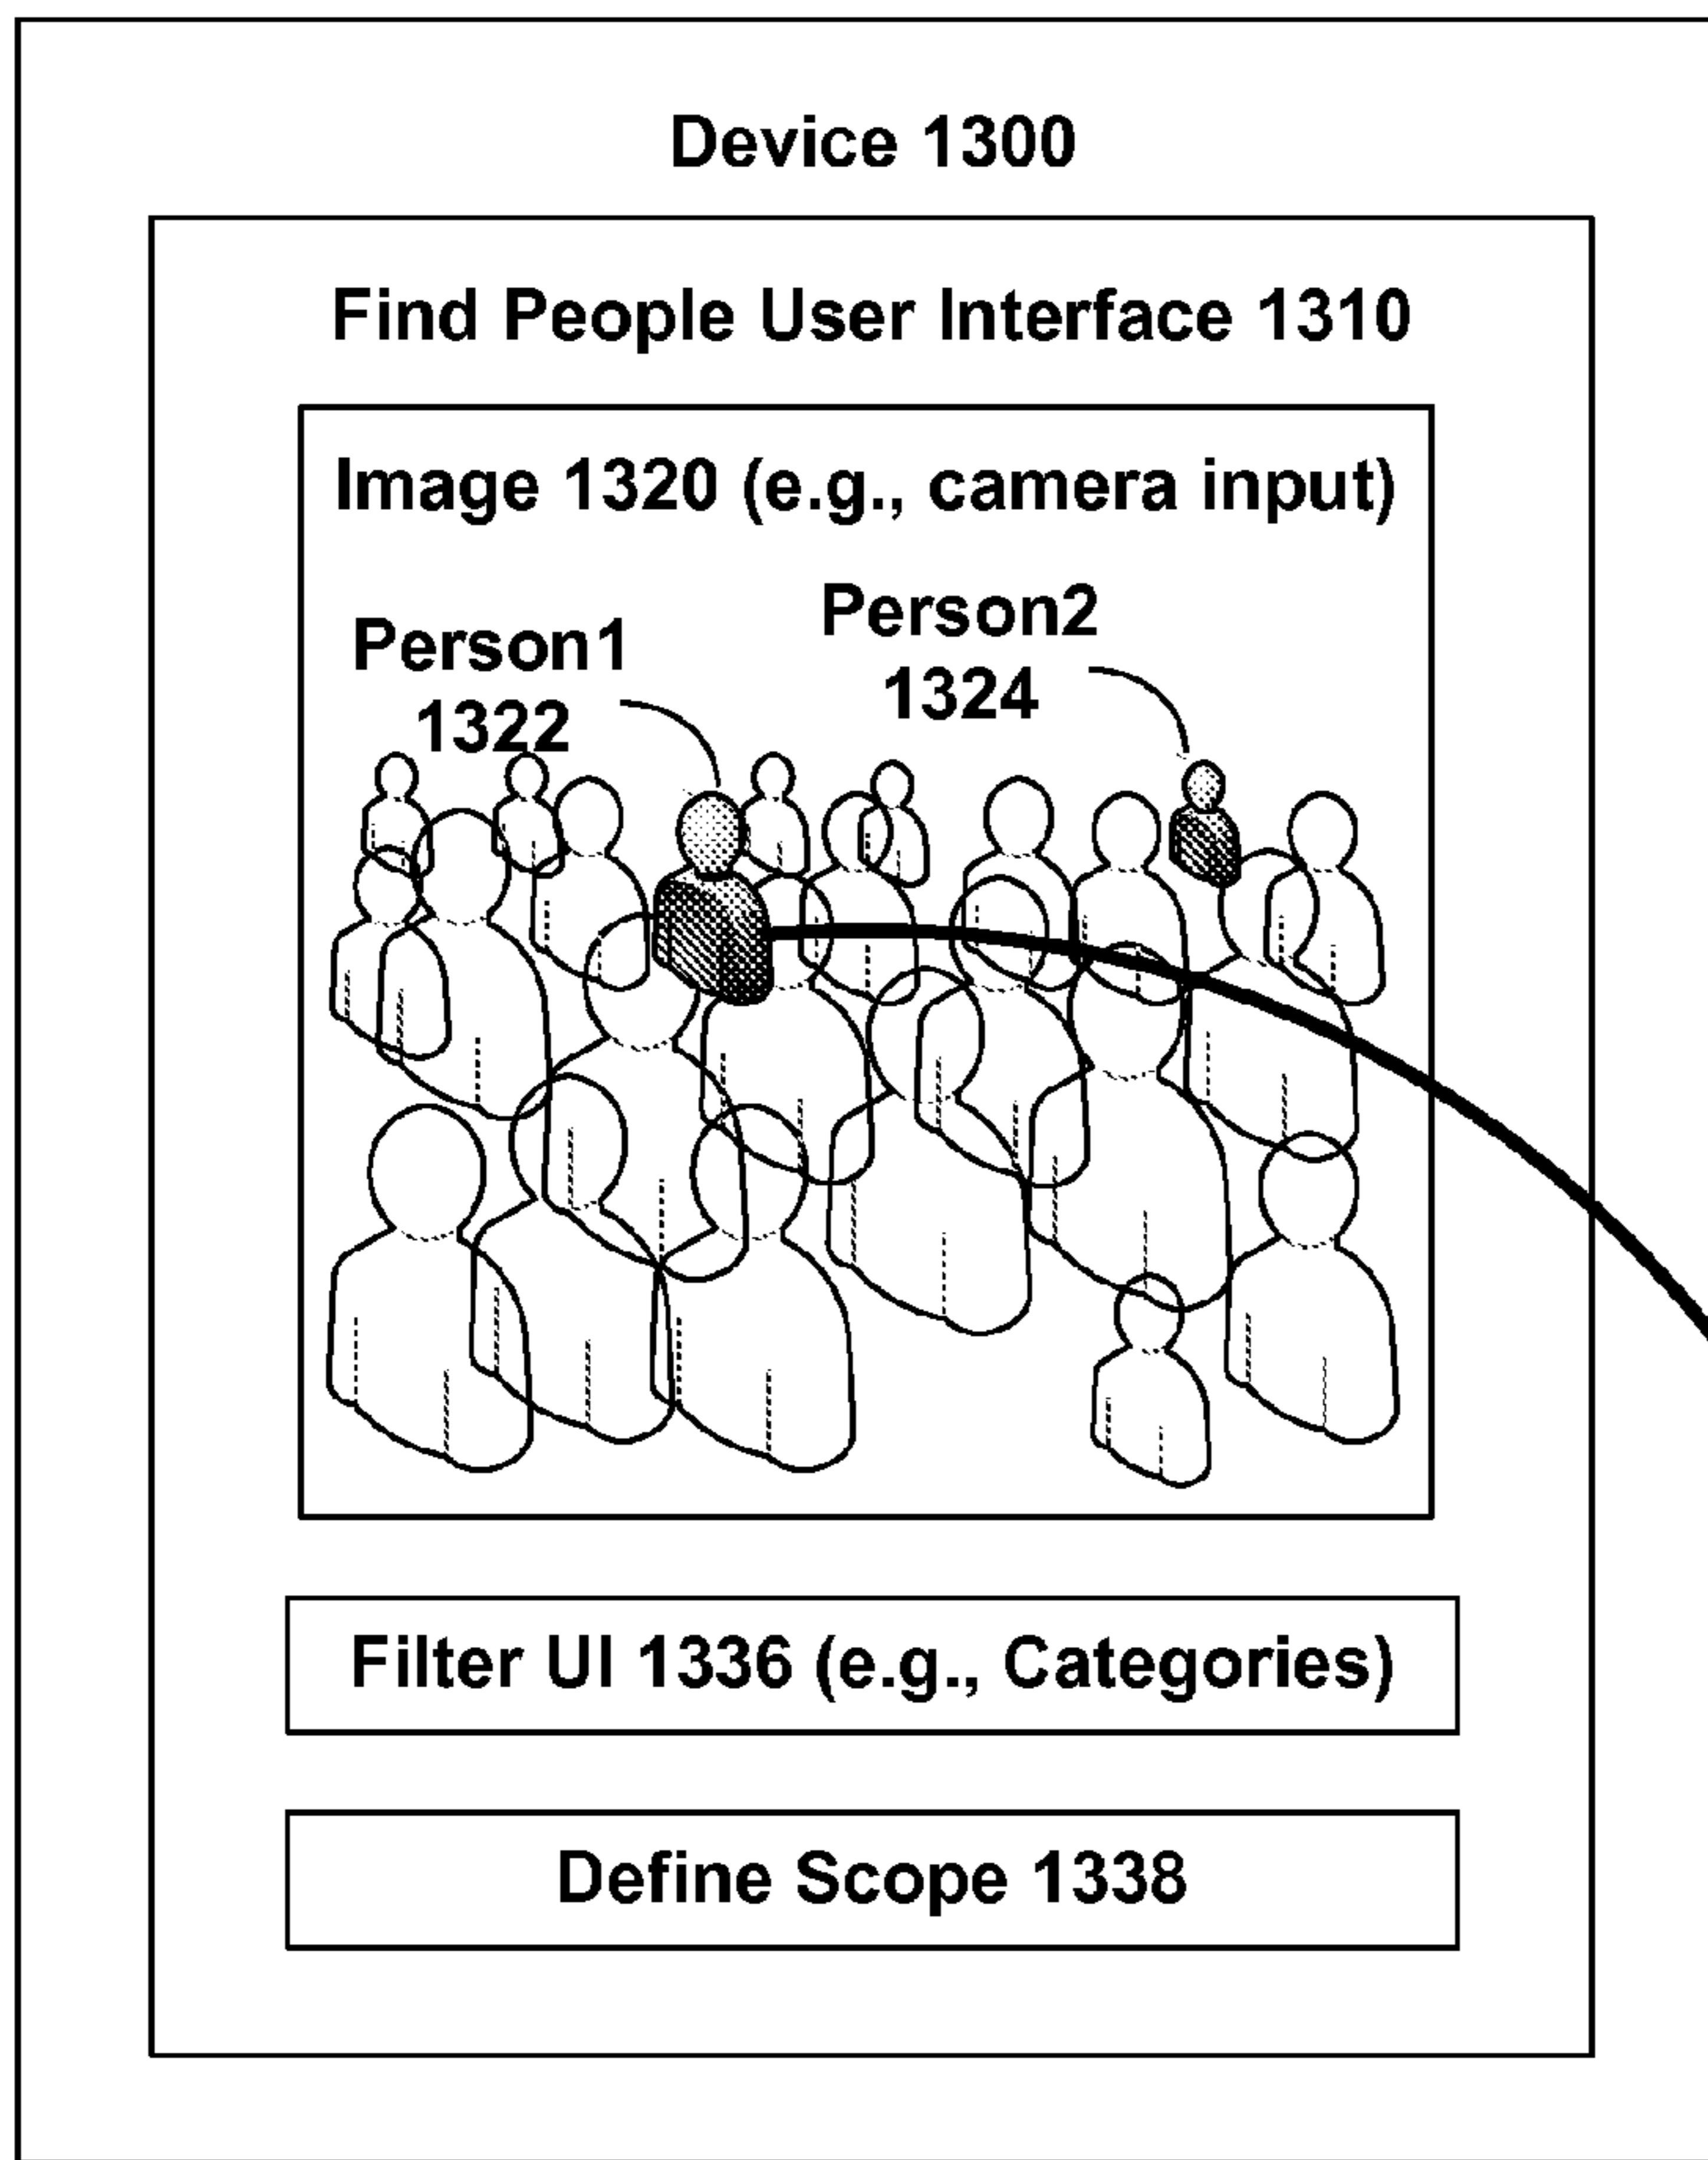 Device 1300
Find People User Interface 1310
Image 1320 (e.g., camera input)
Person1
1322
Person2
1324
Filter UI 1336 (e.g., Categories)
Define Scope 1338